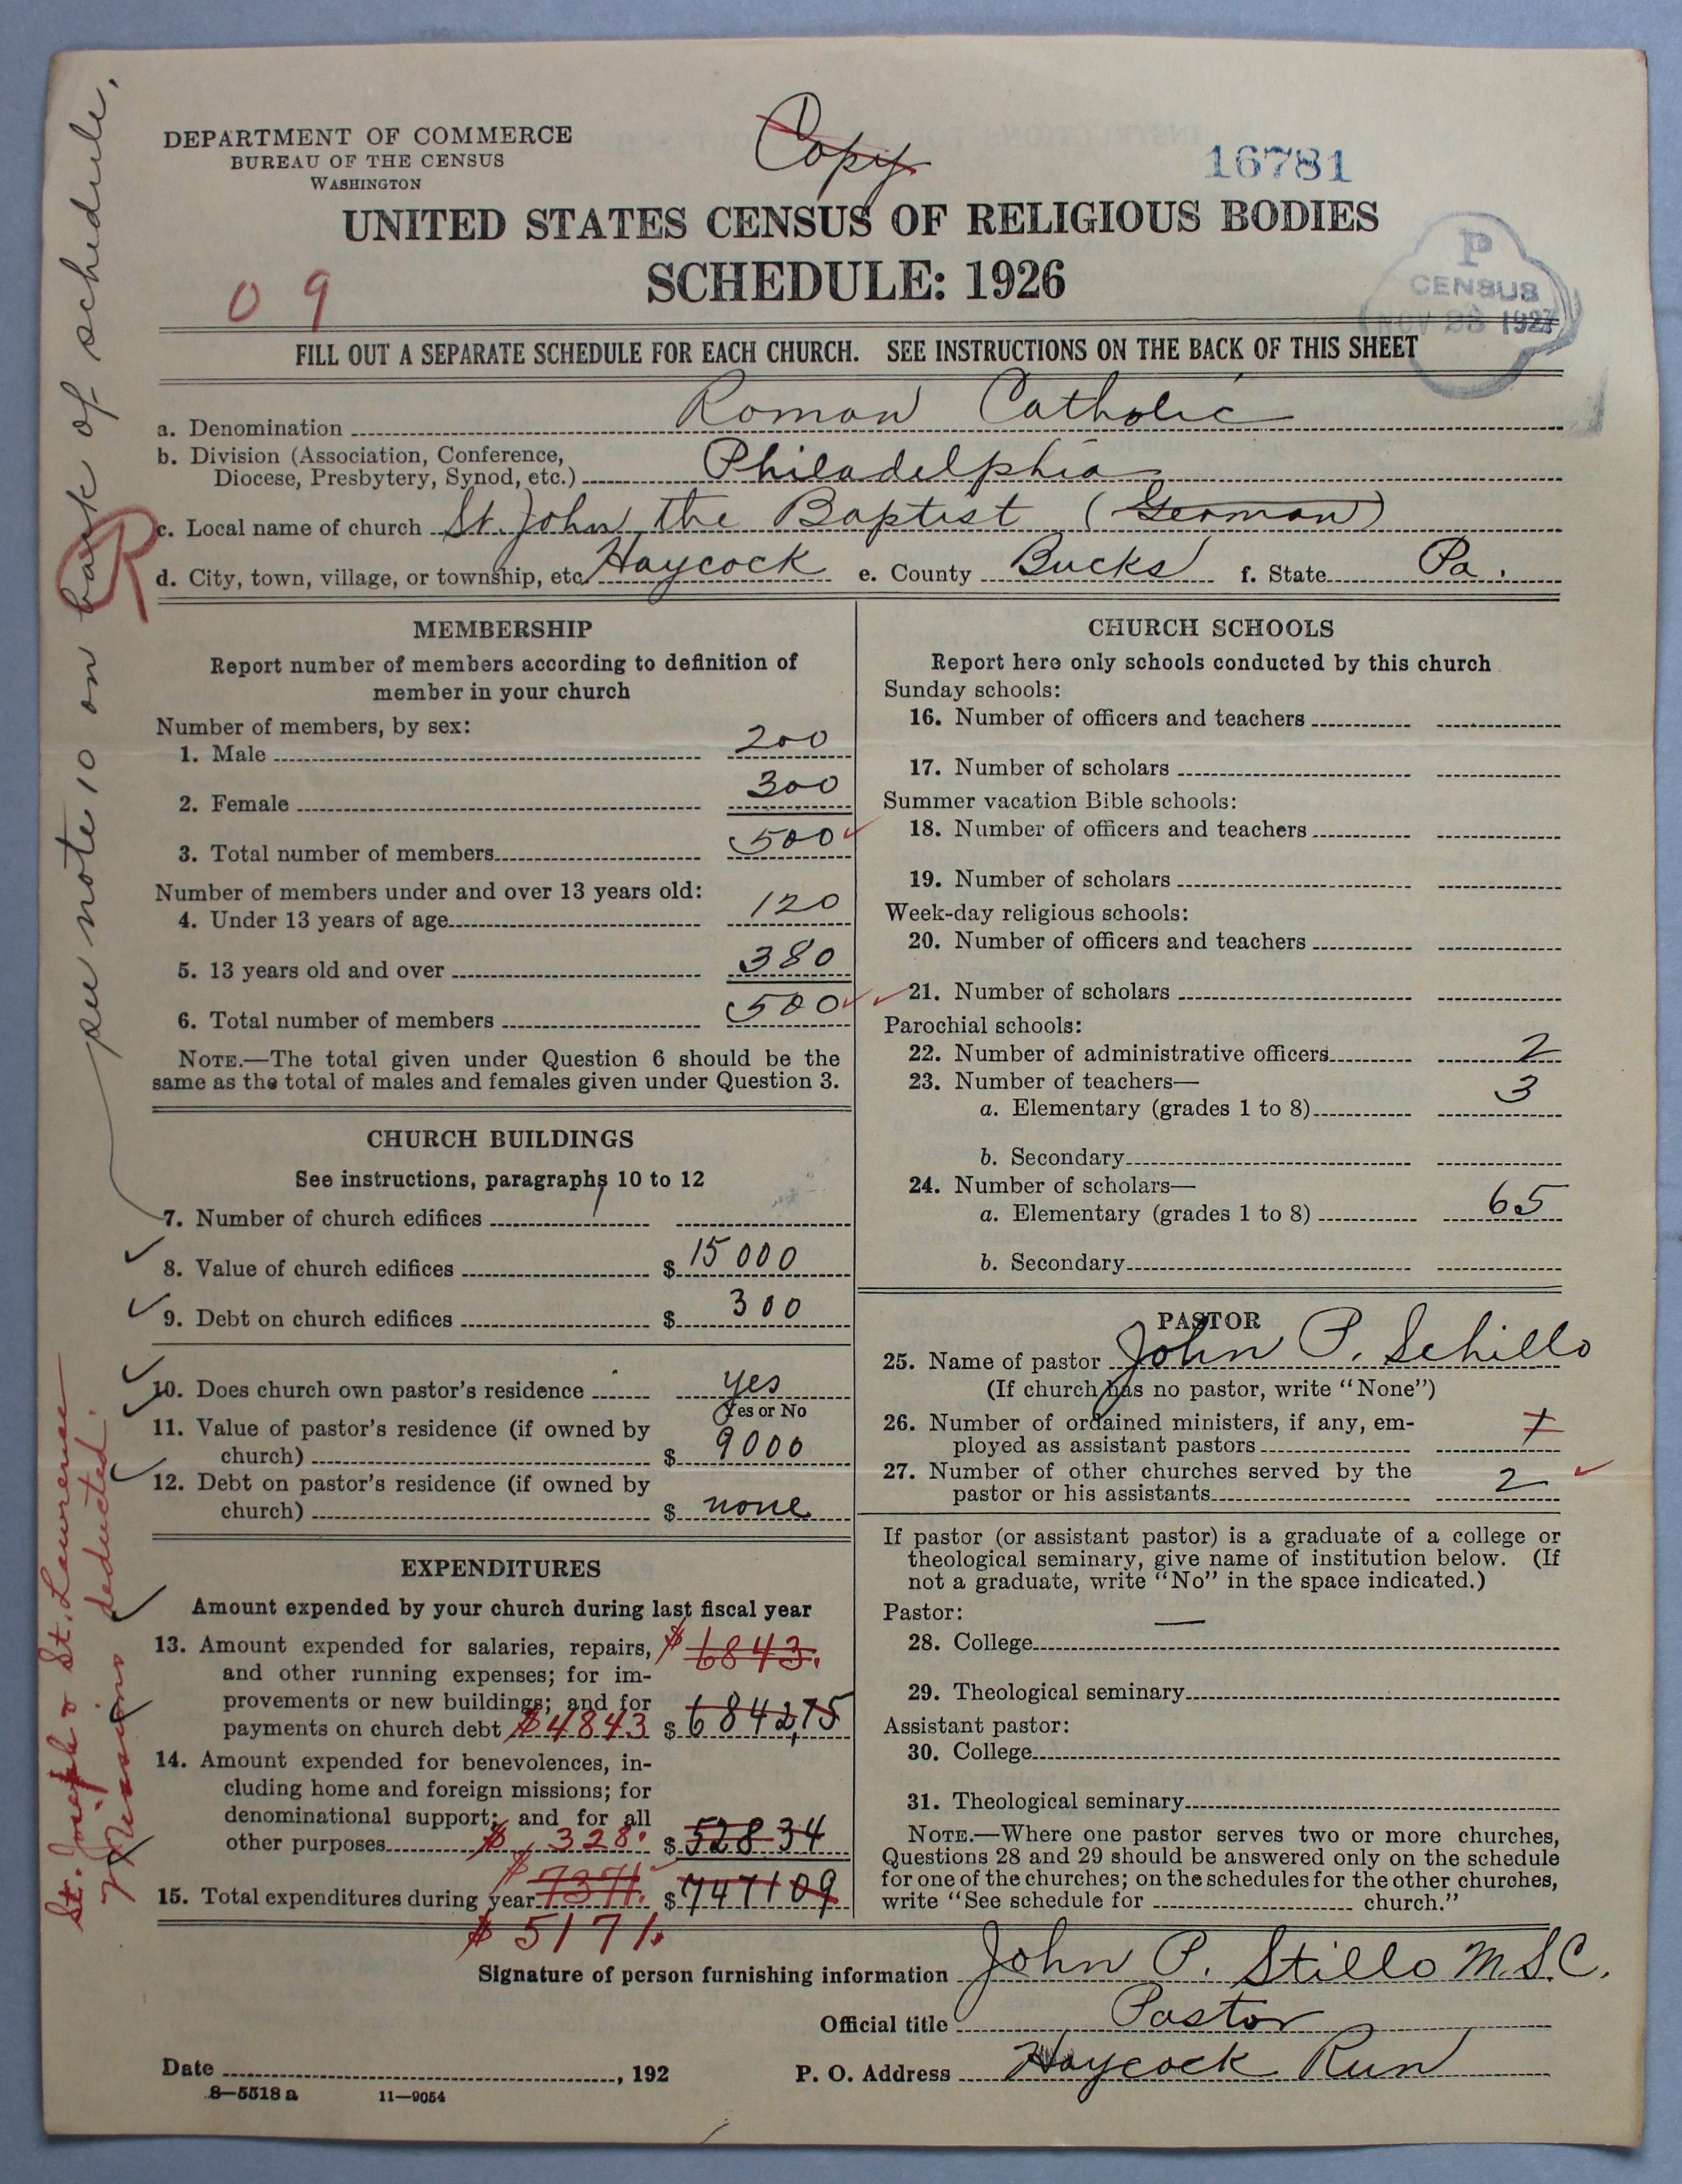 DEPARTMENT OF COMMERCE
BUREAU OF THE CENSUS
WASHINGTON
Copy
16781
UNITED STATES CENSUS OF RELIGIOUS BODIES
SCHEDULE: 1926
0 9
P
CENSUS
NOV 23 1927
FILL OUT A SEPARATE SCHEDULE FOR EACH CHURCH. SEE INSTRUCTIONS ON THE BACK OF THIS SHEET
a. Denomination Roman Catholic
b. Division (Association, Conference,
Diocese, Presbytery, Synod, etc.) Philadelphia
R
c. Local name of church St. John the Baptist (German)
d. City, town, village, or township, etc. Haycock e. County Bucks f. State Pa.
MEMBERSHIP
Report number of members according to definition of
member in your church
Number of members, by sex:
1. Male 200
2. Female 300
3. Total number of members 500
Number of members under and over 13 years old:
4. Under 13 years of age 120
5. 13 years old and over 380
6. Total number of members 500
NOTE.—The total given under Question 6 should be the
same as the total of males and females given under Question 3.
CHURCH BUILDINGS
See instructions, paragraphs 10 to 12
7. Number of church edifices 1
8. Value of church edifices $ 15000
9. Debt on church edifices $ 300
10. Does church own pastor's residence yes
Yes or No
11. Value of pastor's residence (if owned by
church) $ 9000
12. Debt on pastor's residence (if owned by
church) $ none
EXPENDITURES
Amount expended by your church during last fiscal year
13. Amount expended for salaries, repairs, $ 6843.
and other running expenses; for im-
provements or new buildings; and for
payments on church debt $4843 $ 6842,75
14. Amount expended for benevolences, in-
cluding home and foreign missions; for
denominational support; and for all
other purposes $ 328. $ 528 34
15. Total expenditures during year $ 7371. $ 7471 09
$ 5171.
CHURCH SCHOOLS
Report here only schools conducted by this church
Sunday schools:
16. Number of officers and teachers
17. Number of scholars
Summer vacation Bible schools:
18. Number of officers and teachers
19. Number of scholars
Week-day religious schools:
20. Number of officers and teachers
21. Number of scholars
Parochial schools:
22. Number of administrative officers 2
23. Number of teachers—
a. Elementary (grades 1 to 8) 3
b. Secondary
24. Number of scholars—
a. Elementary (grades 1 to 8) 65
b. Secondary
PASTOR
25. Name of pastor John P. Schillo
(If church has no pastor, write "None")
26. Number of ordained ministers, if any, em-
ployed as assistant pastors
27. Number of other churches served by the
pastor or his assistants 2
If pastor (or assistant pastor) is a graduate of a college or
theological seminary, give name of institution below. (If
not a graduate, write "No" in the space indicated.)
Pastor: —
28. College
29. Theological seminary
Assistant pastor:
30. College
31. Theological seminary
NOTE.—Where one pastor serves two or more churches,
Questions 28 and 29 should be answered only on the schedule
for one of the churches; on the schedules for the other churches,
write "See schedule for church."
Signature of person furnishing information John P. Stillo M.S.C.
Official title Pastor
Date , 192 P. O. Address Haycock Run
8—5518 a 11—9054
see note 10 on back of schedule.
St. Joseph & St. Lawrence
Missions deducted.